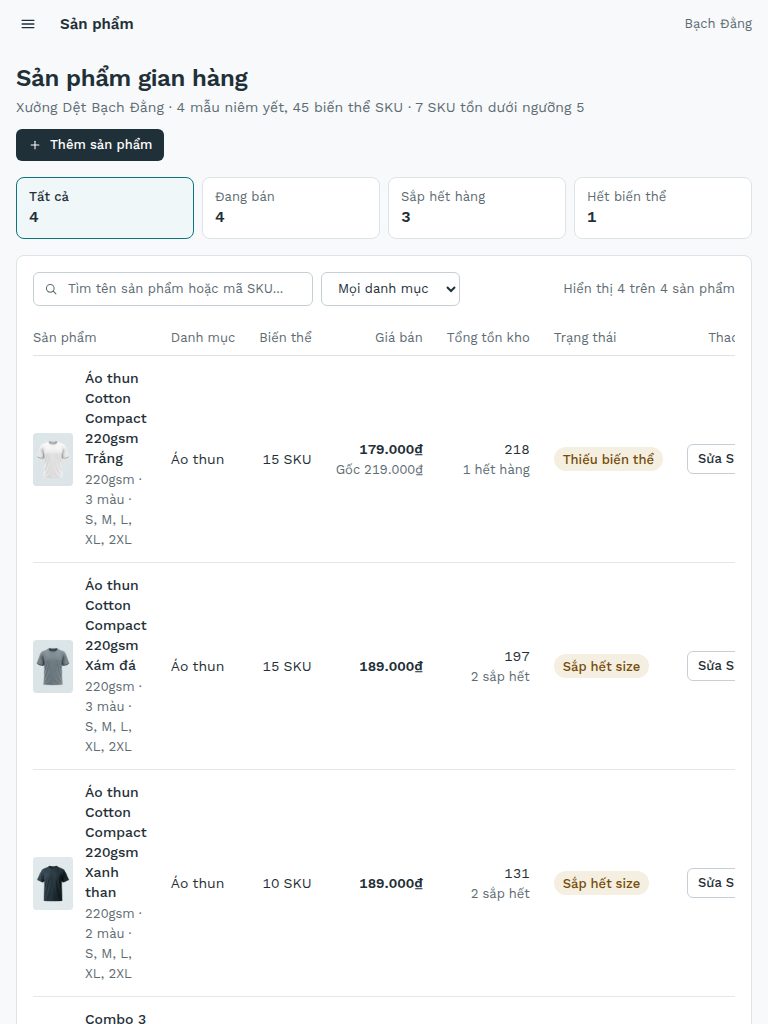 Sản phẩm
Bạch Đằng
Sản phẩm gian hàng
Xưởng Dệt Bạch Đằng · 4 mẫu niêm yết, 45 biến thể SKU · 7 SKU tồn dưới ngưỡng 5
+ Thêm sản phẩm
Tất cả
4
Đang bán
4
Sắp hết hàng
3
Hết biến thể
1
Tìm tên sản phẩm hoặc mã SKU...
Mọi danh mục
Hiển thị 4 trên 4 sản phẩm
Sản phẩm Danh mục Biến thể Giá bán Tổng tồn kho Trạng thái Thao
Áo thun
Cotton
Compact
220gsm
Trắng
220gsm ·
3 màu ·
S, M, L,
XL, 2XL
Áo thun
15 SKU
179.000₫
Gốc 219.000₫
218
1 hết hàng
Thiếu biến thể
Sửa S
Áo thun
Cotton
Compact
220gsm
Xám đá
220gsm ·
3 màu ·
S, M, L,
XL, 2XL
Áo thun
15 SKU
189.000₫
197
2 sắp hết
Sắp hết size
Sửa S
Áo thun
Cotton
Compact
220gsm
Xanh
than
220gsm ·
2 màu ·
S, M, L,
XL, 2XL
Áo thun
10 SKU
189.000₫
131
2 sắp hết
Sắp hết size
Sửa S
Combo 3